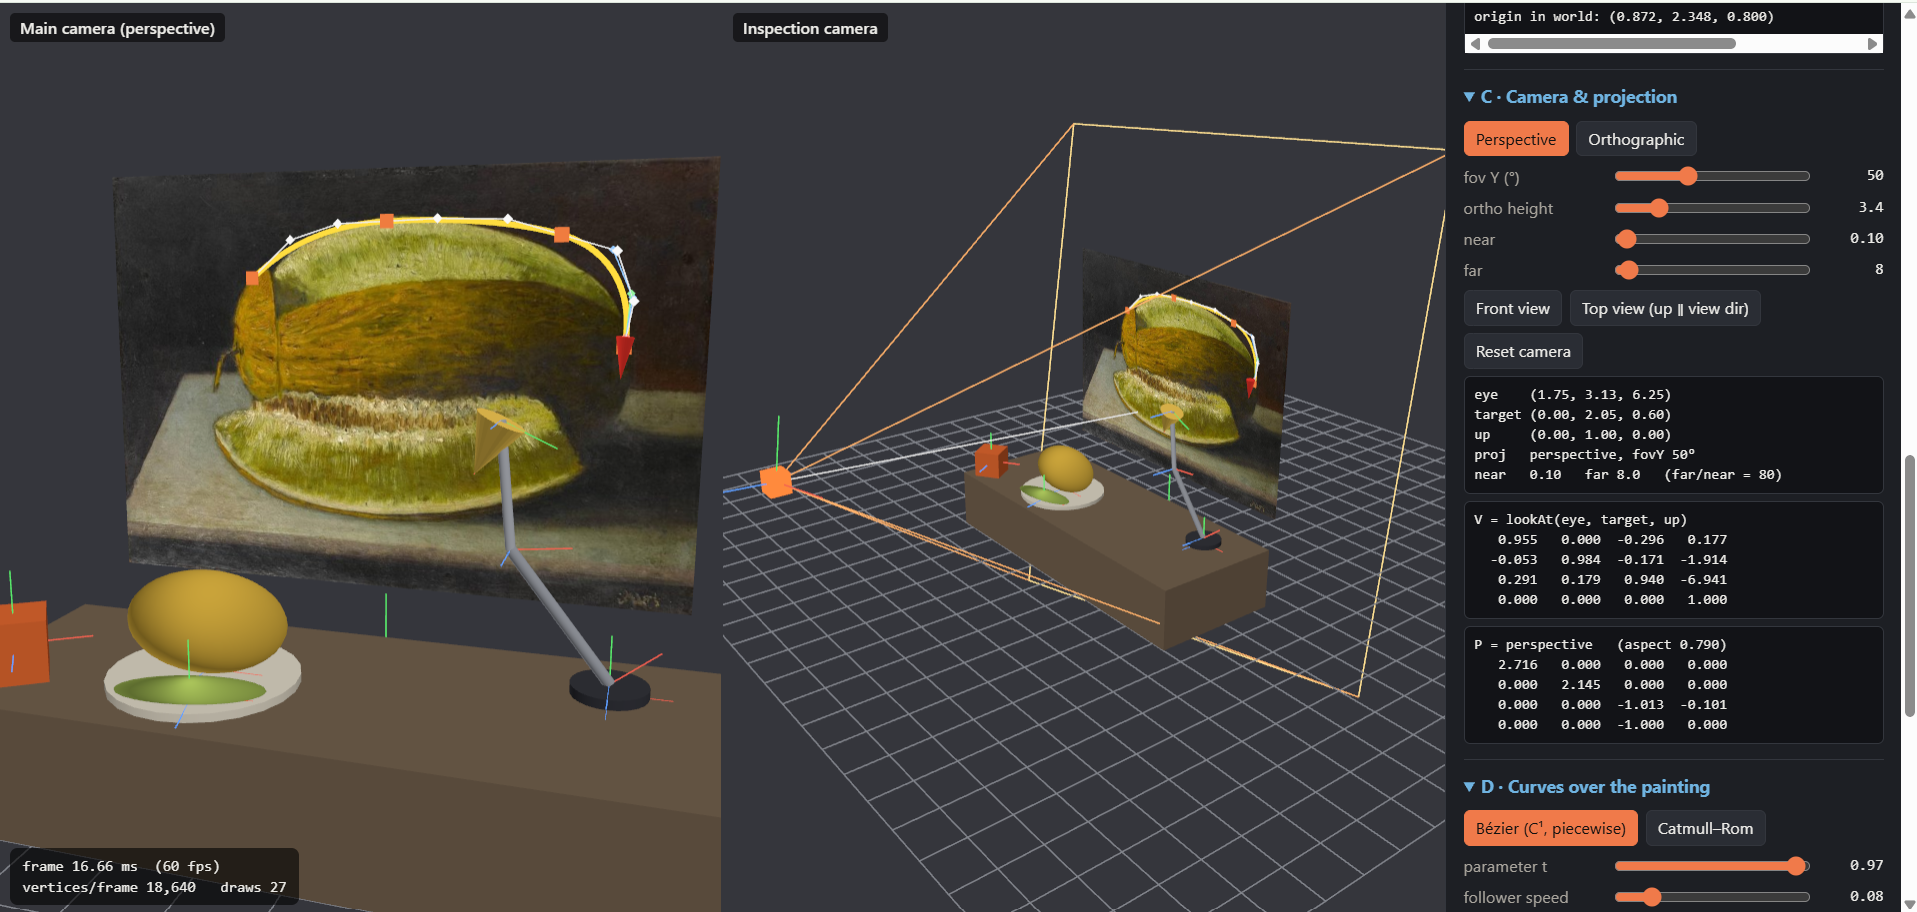 Main camera (perspective)
Inspection camera
origin in world: (0.872, 2.348, 0.800)
▼ C · Camera & projection
Perspective Orthographic
fov Y (°) 50
ortho height 3.4
near 0.10
far 8
Front view Top view (up ∥ view dir)
Reset camera
eye (1.75, 3.13, 6.25)
target (0.00, 2.05, 0.60)
up (0.00, 1.00, 0.00)
proj perspective, fovY 50°
near 0.10 far 8.0 (far/near = 80)
V = lookAt(eye, target, up)
0.955 0.000 -0.296 0.177
-0.053 0.984 -0.171 -1.914
0.291 0.179 0.940 -6.941
0.000 0.000 0.000 1.000
P = perspective (aspect 0.790)
2.716 0.000 0.000 0.000
0.000 2.145 0.000 0.000
0.000 0.000 -1.013 -0.101
0.000 0.000 -1.000 0.000
▼ D · Curves over the painting
Bézier (C¹, piecewise) Catmull–Rom
parameter t 0.97
follower speed 0.08
frame 16.66 ms (60 fps)
vertices/frame 18,640 draws 27